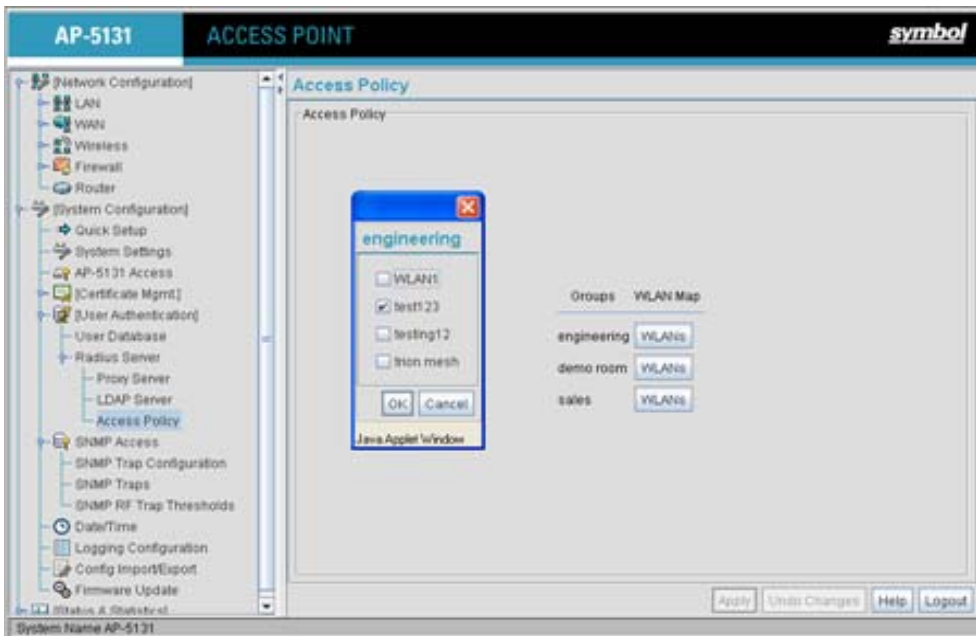 AP-5131
ACCESS POINT
symbol
[Network Configuration]
LAN
WAN
Wireless
Firewall
Router
[System Configuration]
Quick Setup
System Settings
AP-5131 Access
[Certificate Mgmt.]
[User Authentication]
User Database
Radius Server
Proxy Server
LDAP Server
Access Policy
SNMP Access
SNMP Trap Configuration
SNMP Traps
SNMP RF Trap Thresholds
Date/Time
Logging Configuration
Config Import/Export
Firmware Update
[Status & Statistics]
System Name AP-5131
Access Policy
Access Policy
engineering
WLAN1
test123
testing12
trion mesh
OK Cancel
Java Applet Window
Groups WLAN Map
engineering WLANs
demo room WLANs
sales WLANs
Apply Undo Changes Help Logout